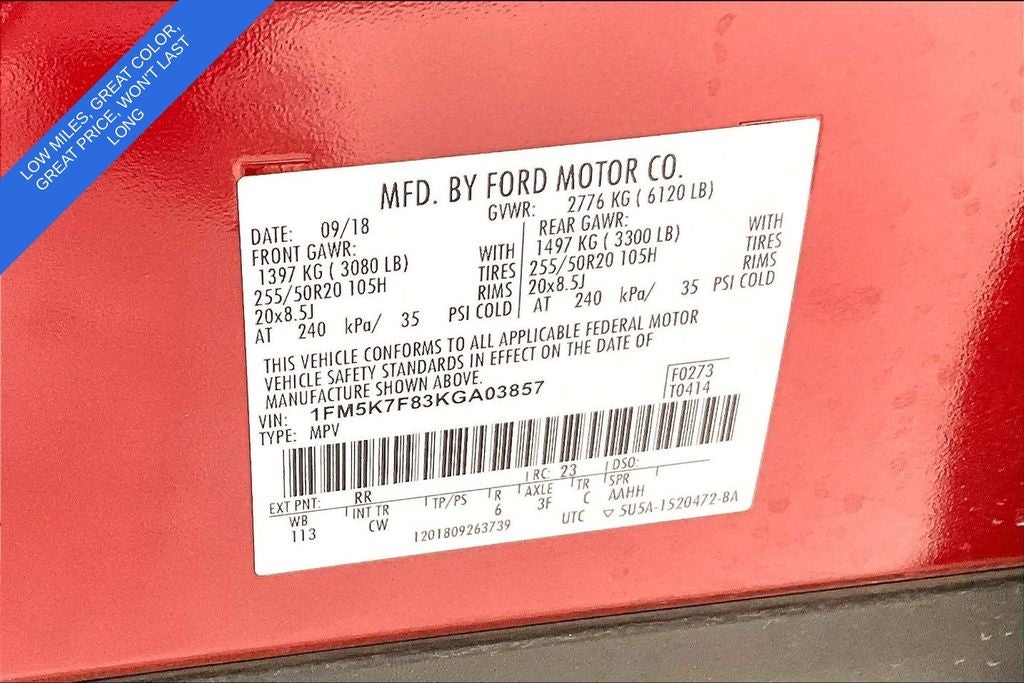 LOW MILES, GREAT COLOR,
GREAT PRICE, WON'T LAST
LONG
MFD. BY FORD MOTOR CO.
DATE: 09/18 GVWR: 2776 KG ( 6120 LB)
FRONT GAWR: REAR GAWR:
1397 KG ( 3080 LB) WITH 1497 KG ( 3300 LB) WITH
255/50R20 105H TIRES 255/50R20 105H TIRES
20x8.5J RIMS 20x8.5J RIMS
AT 240 kPa/ 35 PSI COLD AT 240 kPa/ 35 PSI COLD
THIS VEHICLE CONFORMS TO ALL APPLICABLE FEDERAL MOTOR
VEHICLE SAFETY STANDARDS IN EFFECT ON THE DATE OF
MANUFACTURE SHOWN ABOVE.
VIN: 1FM5K7F83KGA03857 F0273
TYPE: MPV T0414
EXT PNT: RR RC: 23 DSO:
WB INT TR TP/PS R AXLE TR SPR
113 CW 6 3F C AAHH
1201809263739 UTC ▽ 5U5A-1520472-BA